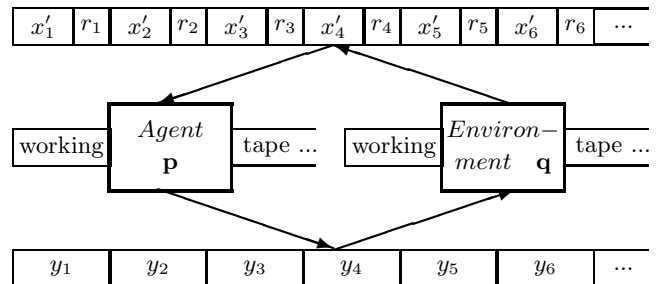 x′₁ r₁ x′₂ r₂ x′₃ r₃ x′₄ r₄ x′₅ r₅ x′₆ r₆ ...
working Agent p tape ... working Environ– ment q tape ...
y₁ y₂ y₃ y₄ y₅ y₆ ...